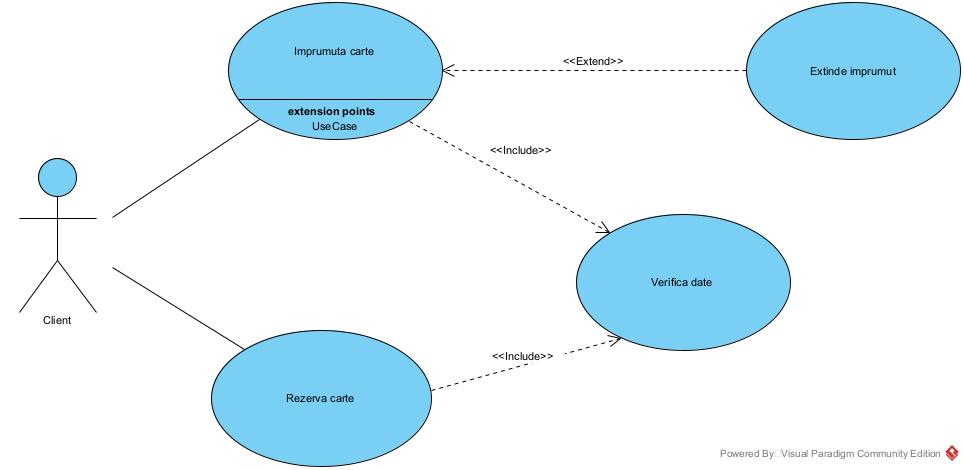 Imprumuta carte
extension points
UseCase
<<Extend>>
Extinde imprumut
<<Include>>
Verifica date
Client
<<Include>>
Rezerva carte
Powered By Visual Paradigm Community Edition